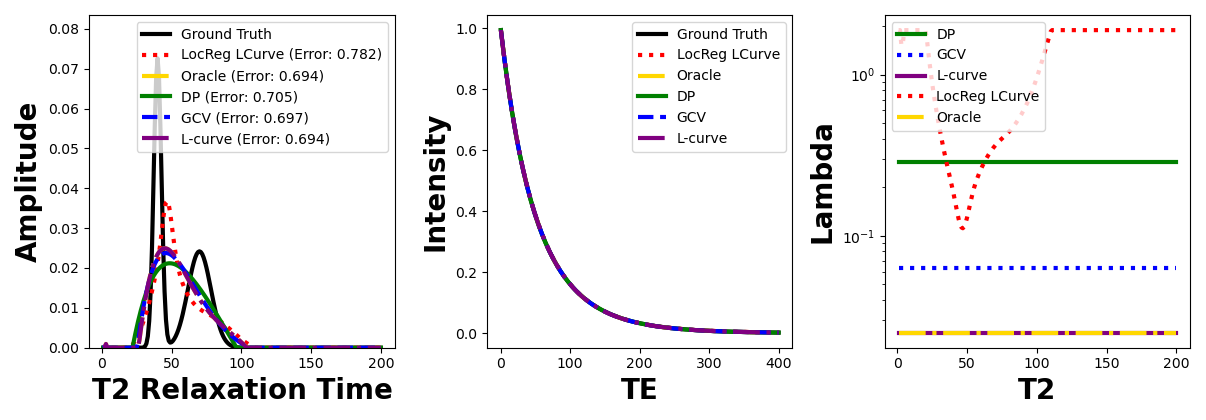 Amplitude
0.08
0.07
0.06
0.05
0.04
0.03
0.02
0.01
0.00
Ground Truth
LocReg LCurve (Error: 0.782)
Oracle (Error: 0.694)
DP (Error: 0.705)
GCV (Error: 0.697)
L-curve (Error: 0.694)
0 50 100 150 200
T2 Relaxation Time
Intensity
1.0
0.8
0.6
0.4
0.2
0.0
Ground Truth
LocReg LCurve
Oracle
DP
GCV
L-curve
0 100 200 300 400
TE
Lambda
10⁰
10⁻¹
DP
GCV
L-curve
LocReg LCurve
Oracle
0 50 100 150 200
T2